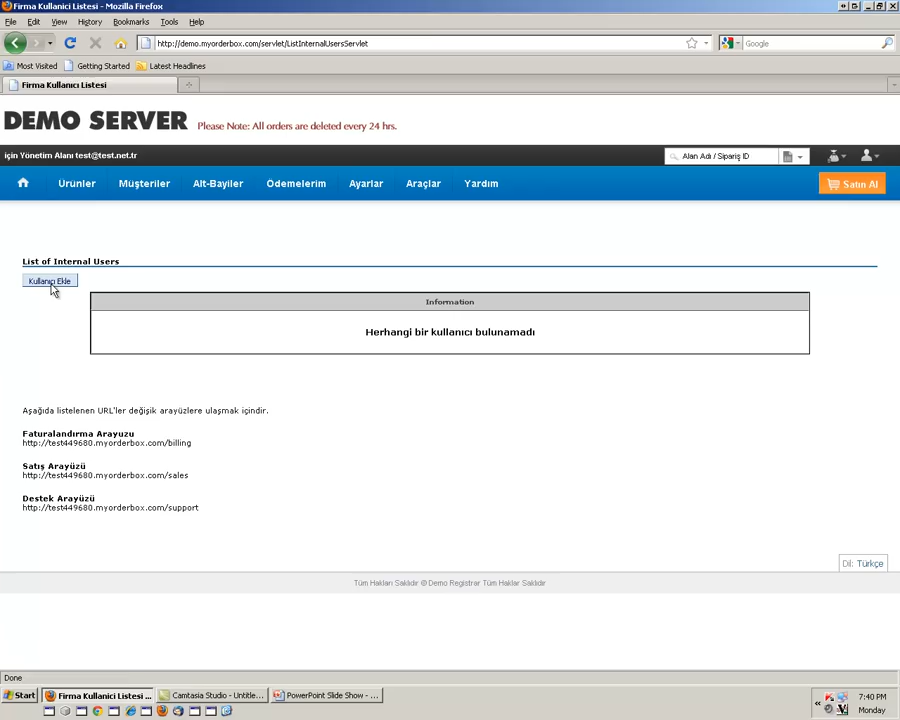 Firma Kullanici Listesi - Mozilla Firefox
File Edit View History Bookmarks Tools Help
http://demo.myorderbox.com/servlet/ListInternalUsersServlet
Google
Most Visited Getting Started Latest Headlines
Firma Kullanıcı Listesi
DEMO SERVER Please Note: All orders are deleted every 24 hrs.
için Yönetim Alanı test@test.net.tr
Alan Adı / Sipariş ID
Ürünler Müşteriler Alt-Bayiler Ödemelerim Ayarlar Araçlar Yardım
Satın Al
List of Internal Users
Kullanıcı Ekle
Information
Herhangi bir kullanıcı bulunamadı
Aşağıda listelenen URL'ler değişik arayüzlere ulaşmak içindir.
Faturalandırma Arayuzu
http://test449680.myorderbox.com/billing
Satış Arayüzü
http://test449680.myorderbox.com/sales
Destek Arayüzü
http://test449680.myorderbox.com/support
Dil: Türkçe
Tüm Hakları Saklıdır © Demo Registrar Tüm Haklar Saklıdır
Done
Start
Firma Kullanici Listesi ...
Camtasia Studio - Untitle...
PowerPoint Slide Show - ...
7:40 PM
Monday